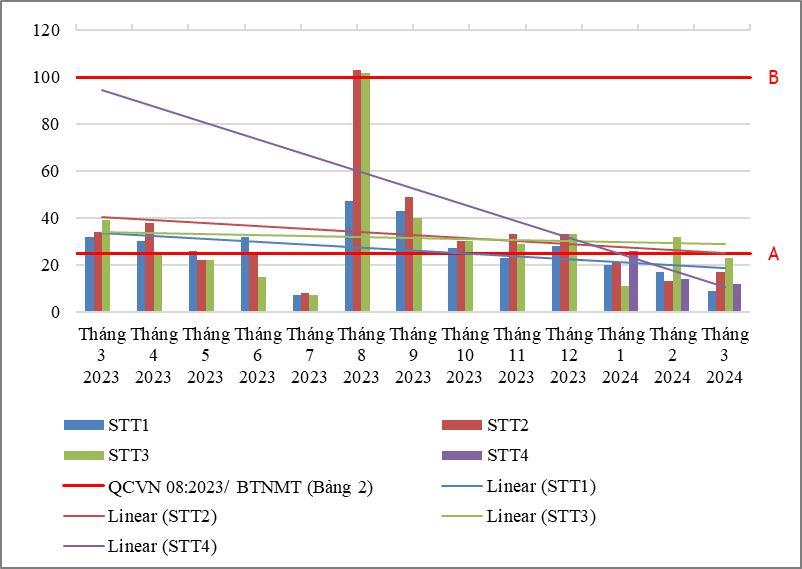 120
100
80
60
40
20
0
B
A
Tháng 3 2023
Tháng 4 2023
Tháng 5 2023
Tháng 6 2023
Tháng 7 2023
Tháng 8 2023
Tháng 9 2023
Tháng 10 2023
Tháng 11 2023
Tháng 12 2023
Tháng 1 2024
Tháng 2 2024
Tháng 3 2024
STT1
STT2
STT3
STT4
QCVN 08:2023/ BTNMT (Bảng 2)
Linear (STT1)
Linear (STT2)
Linear (STT3)
Linear (STT4)